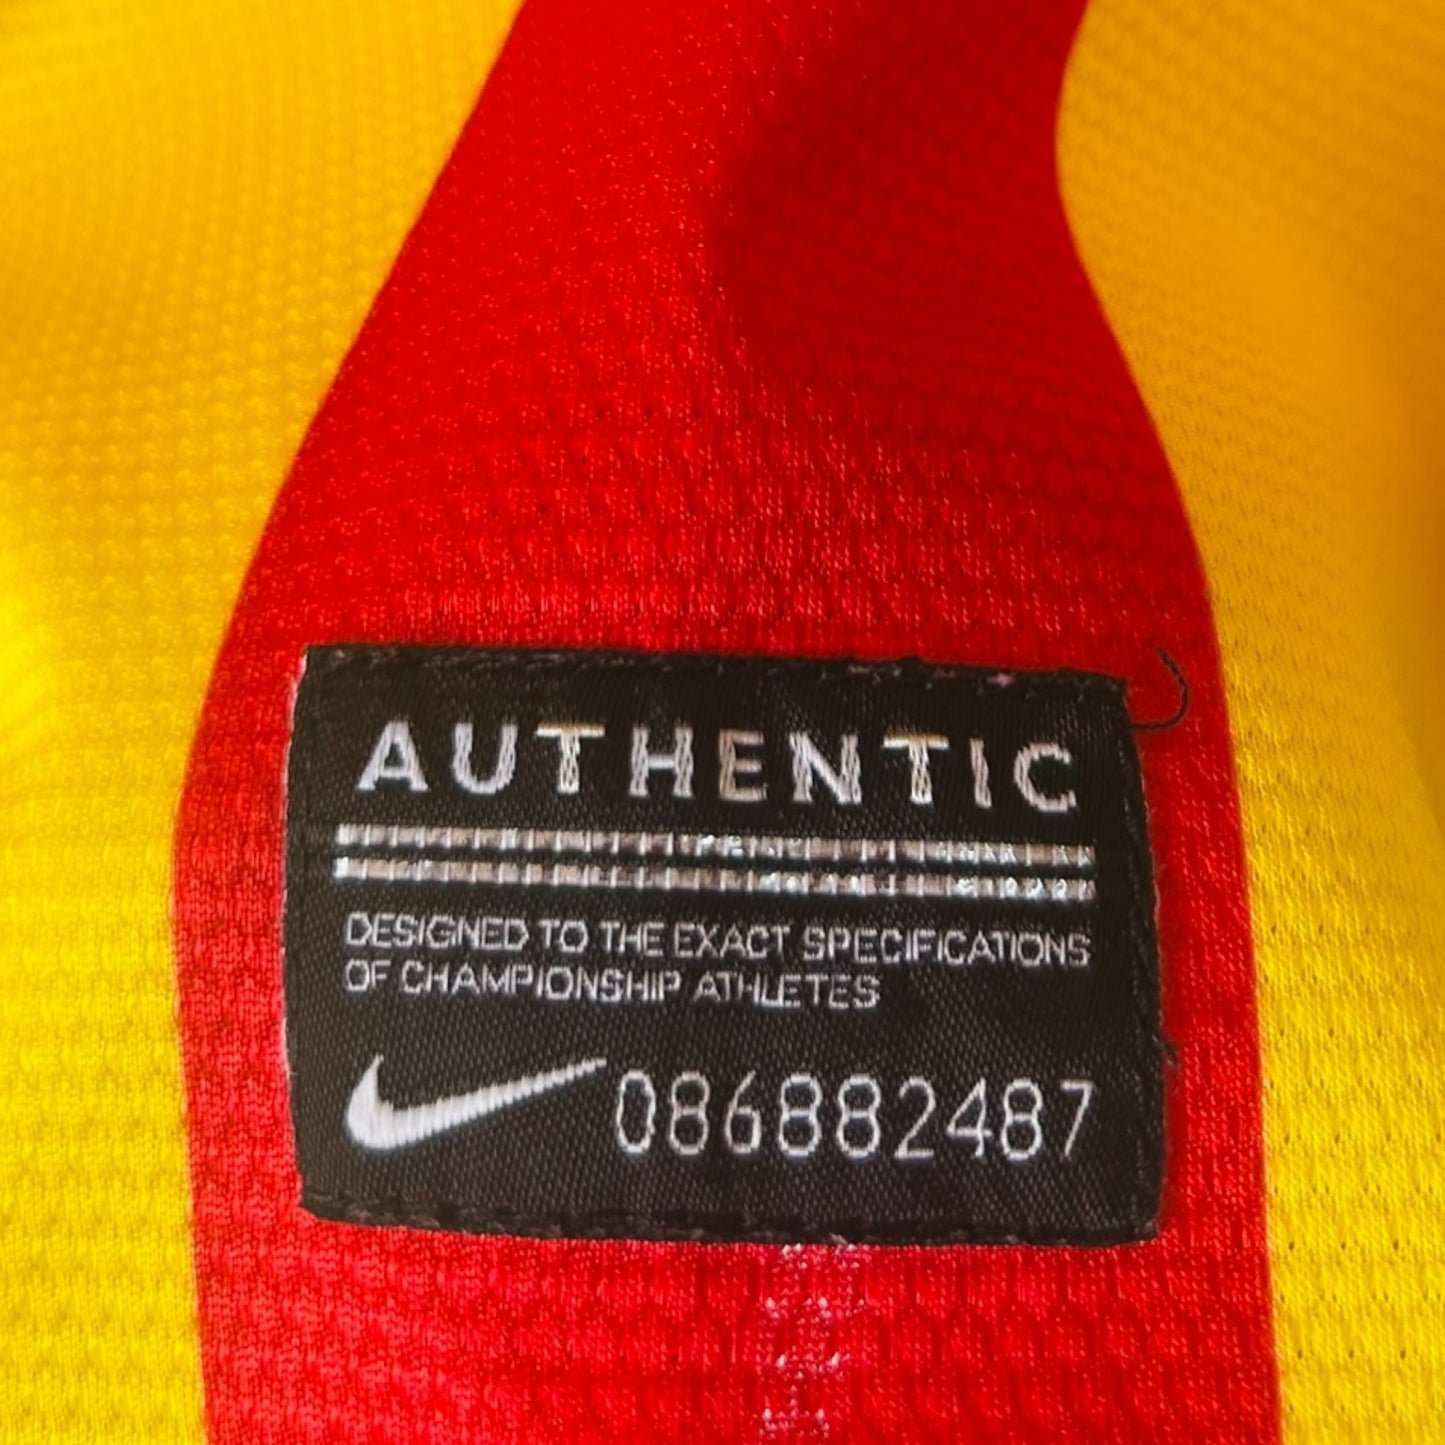 AUTHENTIC
DESIGNED TO THE EXACT SPECIFICATIONS
OF CHAMPIONSHIP ATHLETES
086882487